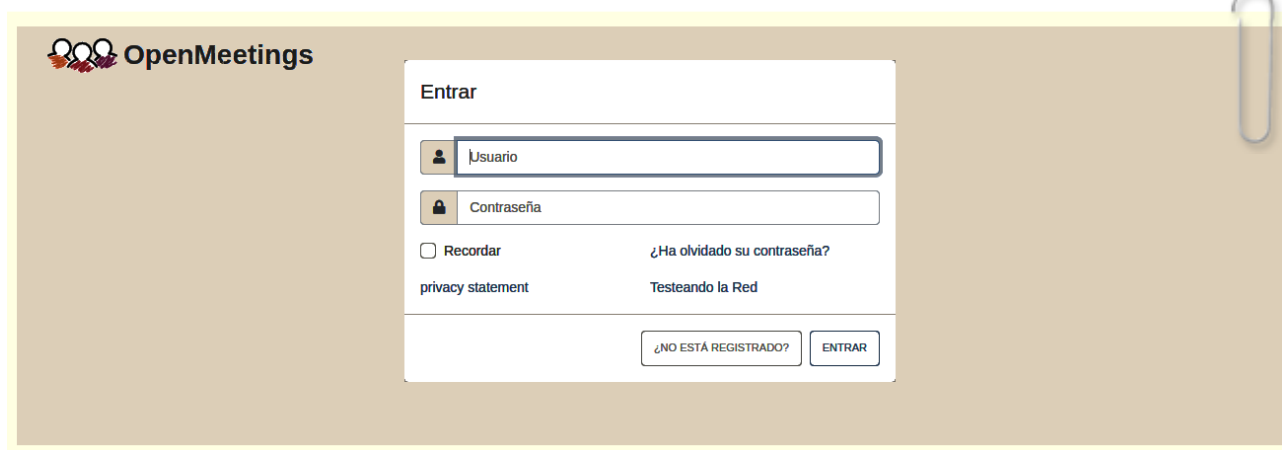 OpenMeetings
Entrar
Usuario
Contraseña
Recordar
¿Ha olvidado su contraseña?
privacy statement
Testeando la Red
¿NO ESTÁ REGISTRADO?
ENTRAR